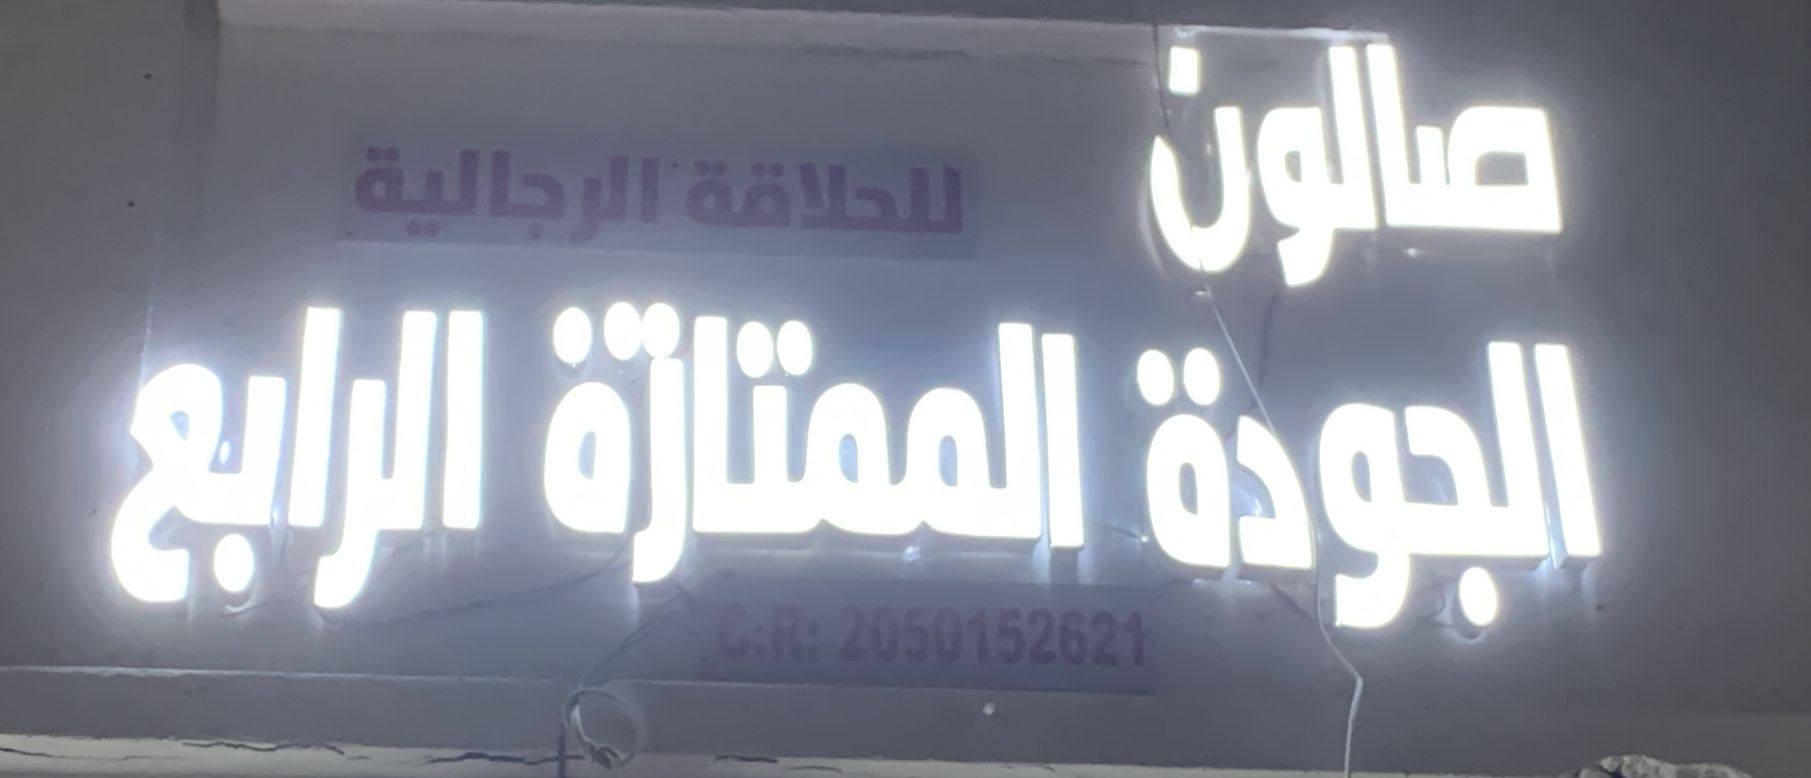 صالون
للحلاقة الرجالية
الجودة الممتازة الرابع
C.R: 2050152621